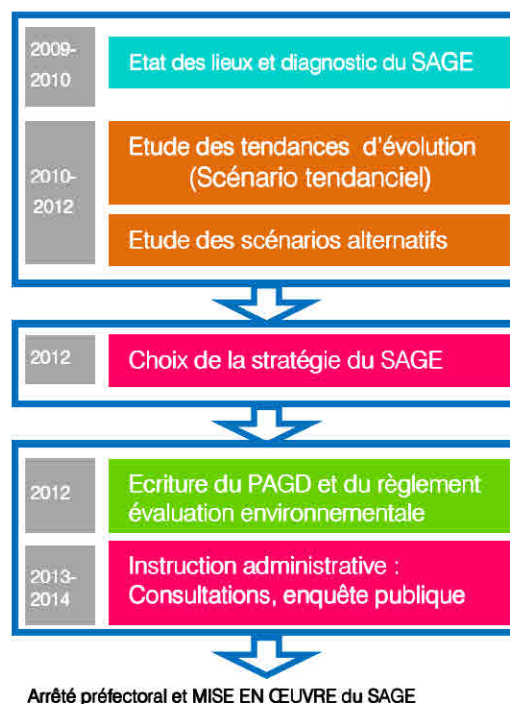 2009-
2010
Etat des lieux et diagnostic du SAGE
2010-
2012
Etude des tendances d'évolution
(Scénario tendanciel)
Etude des scénarios alternatifs
2012
Choix de la stratégie du SAGE
2012
Ecriture du PAGD et du règlement
évaluation environnementale
2013-
2014
Instruction administrative :
Consultations, enquête publique
Arrêté préfectoral et MISE EN ŒUVRE du SAGE